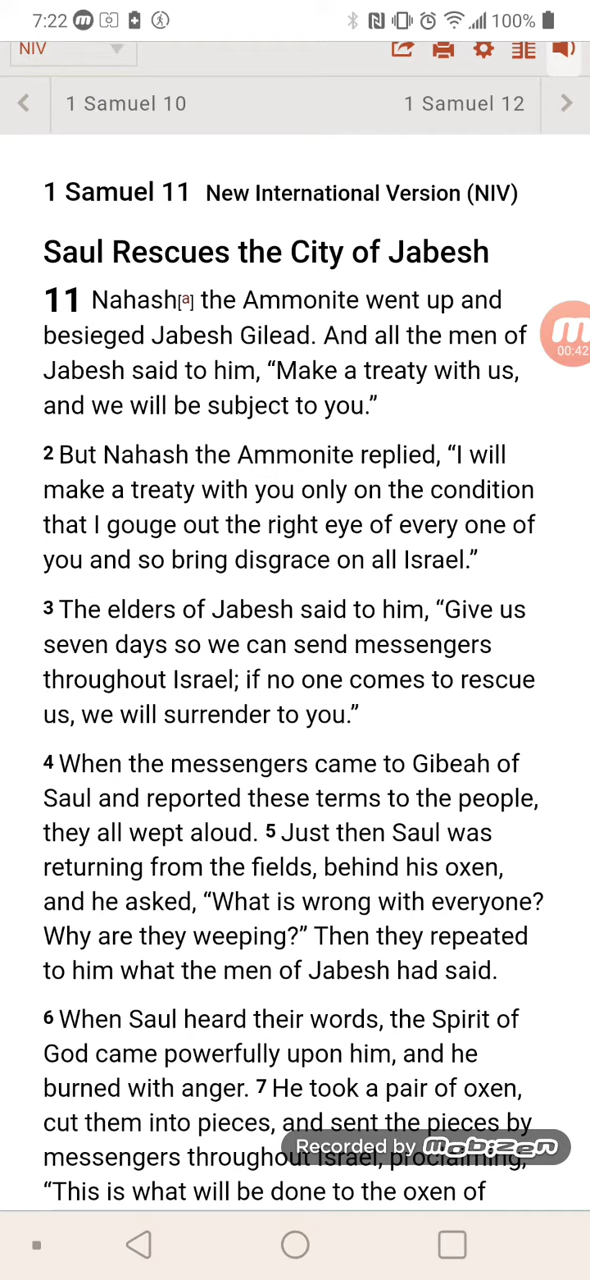 7:22 100%
NIV
1 Samuel 10 1 Samuel 12
1 Samuel 11 New International Version (NIV)
Saul Rescues the City of Jabesh
11 Nahash[a] the Ammonite went up and
besieged Jabesh Gilead. And all the men of
Jabesh said to him, “Make a treaty with us,
and we will be subject to you.”
00:42
2 But Nahash the Ammonite replied, “I will
make a treaty with you only on the condition
that I gouge out the right eye of every one of
you and so bring disgrace on all Israel.”
3 The elders of Jabesh said to him, “Give us
seven days so we can send messengers
throughout Israel; if no one comes to rescue
us, we will surrender to you.”
4 When the messengers came to Gibeah of
Saul and reported these terms to the people,
they all wept aloud. 5 Just then Saul was
returning from the fields, behind his oxen,
and he asked, “What is wrong with everyone?
Why are they weeping?” Then they repeated
to him what the men of Jabesh had said.
6 When Saul heard their words, the Spirit of
God came powerfully upon him, and he
burned with anger. 7 He took a pair of oxen,
cut them into pieces, and sent the pieces by
Recorded by mobizen
messengers throughout Israel, proclaiming,
“This is what will be done to the oxen of